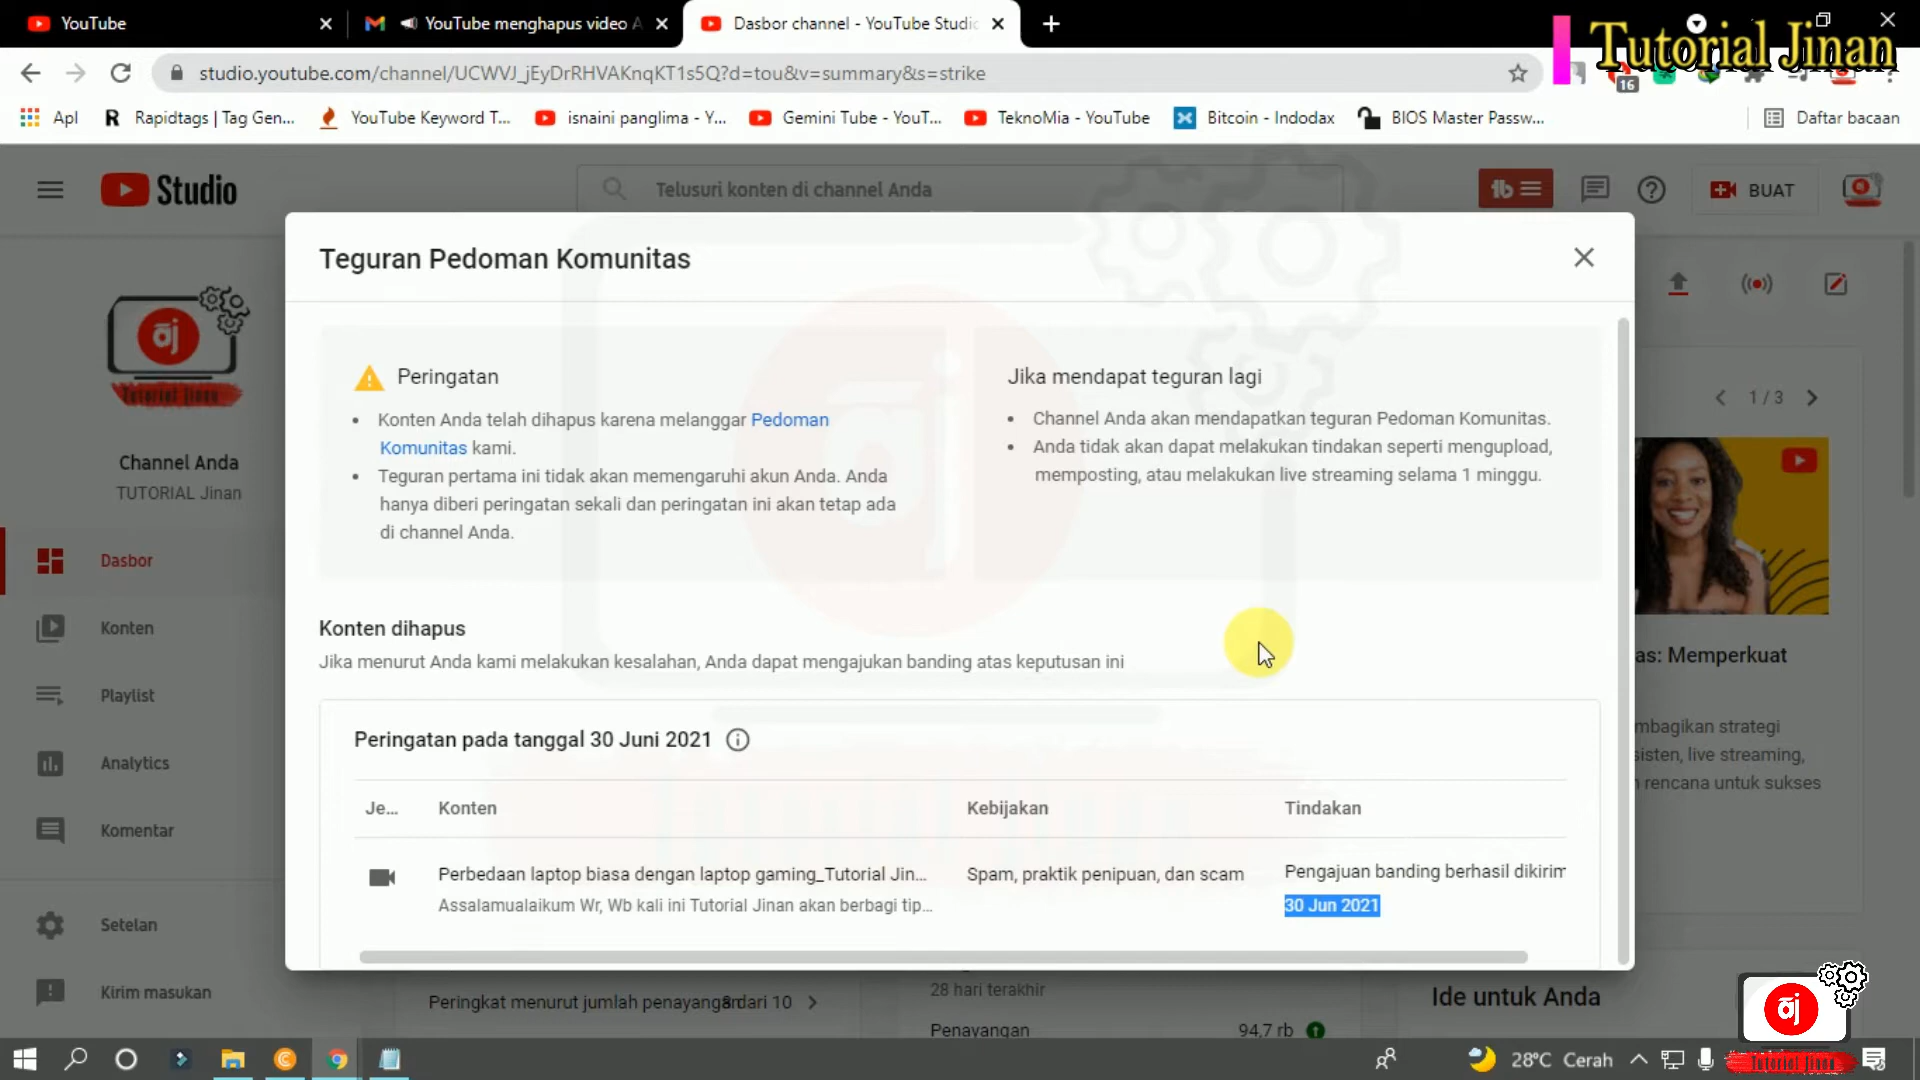 YouTube
YouTube menghapus video A
Dasbor channel - YouTube Studio
Tutorial Jinan
studio.youtube.com/channel/UCWVJ_jEyDrRHVAKnqKT1s5Q?d=tou&v=summary&s=strike
16
Apl
Rapidtags | Tag Gen...
YouTube Keyword T...
isnaini panglima - Y...
Gemini Tube - YouT...
TeknoMia - YouTube
Bitcoin - Indodax
BIOS Master Passw...
Daftar bacaan
Studio
Telusuri konten di channel Anda
BUAT
Teguran Pedoman Komunitas
Peringatan
Konten Anda telah dihapus karena melanggar Pedoman
Komunitas kami.
Teguran pertama ini tidak akan memengaruhi akun Anda. Anda
hanya diberi peringatan sekali dan peringatan ini akan tetap ada
di channel Anda.
Jika mendapat teguran lagi
Channel Anda akan mendapatkan teguran Pedoman Komunitas.
Anda tidak akan dapat melakukan tindakan seperti mengupload,
memposting, atau melakukan live streaming selama 1 minggu.
Konten dihapus
Jika menurut Anda kami melakukan kesalahan, Anda dapat mengajukan banding atas keputusan ini
Peringatan pada tanggal 30 Juni 2021
Je...
Konten
Kebijakan
Tindakan
Perbedaan laptop biasa dengan laptop gaming_Tutorial Jin...
Assalamualaikum Wr, Wb kali ini Tutorial Jinan akan berbagi tip...
Spam, praktik penipuan, dan scam
Pengajuan banding berhasil dikirim
30 Jun 2021
Tutorial Jinan
Channel Anda
TUTORIAL Jinan
Dasbor
Konten
Playlist
Analytics
Komentar
Setelan
Kirim masukan
1 / 3
as: Memperkuat
mbagikan strategi
sisten, live streaming,
n rencana untuk sukses
Peringkat menurut jumlah penayangan
8 dari 10
28 hari terakhir
Penayangan
94,7 rb
Ide untuk Anda
aj
Tutorial Jinan
28°C Cerah